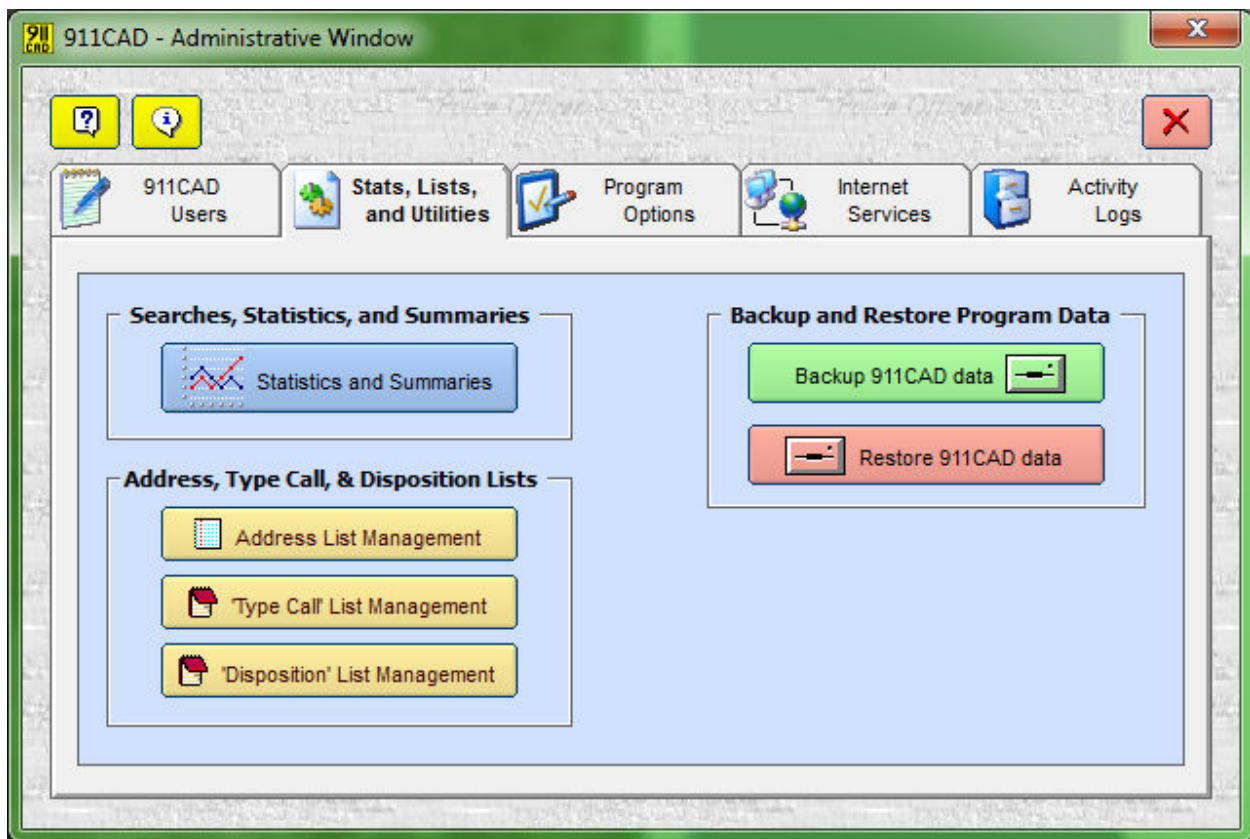 911 CAD
911CAD - Administrative Window
911CAD
Users
Stats, Lists,
and Utilities
Program
Options
Internet
Services
Activity
Logs
Searches, Statistics, and Summaries
Statistics and Summaries
Backup and Restore Program Data
Backup 911CAD data
Restore 911CAD data
Address, Type Call, & Disposition Lists
Address List Management
'Type Call' List Management
'Disposition' List Management